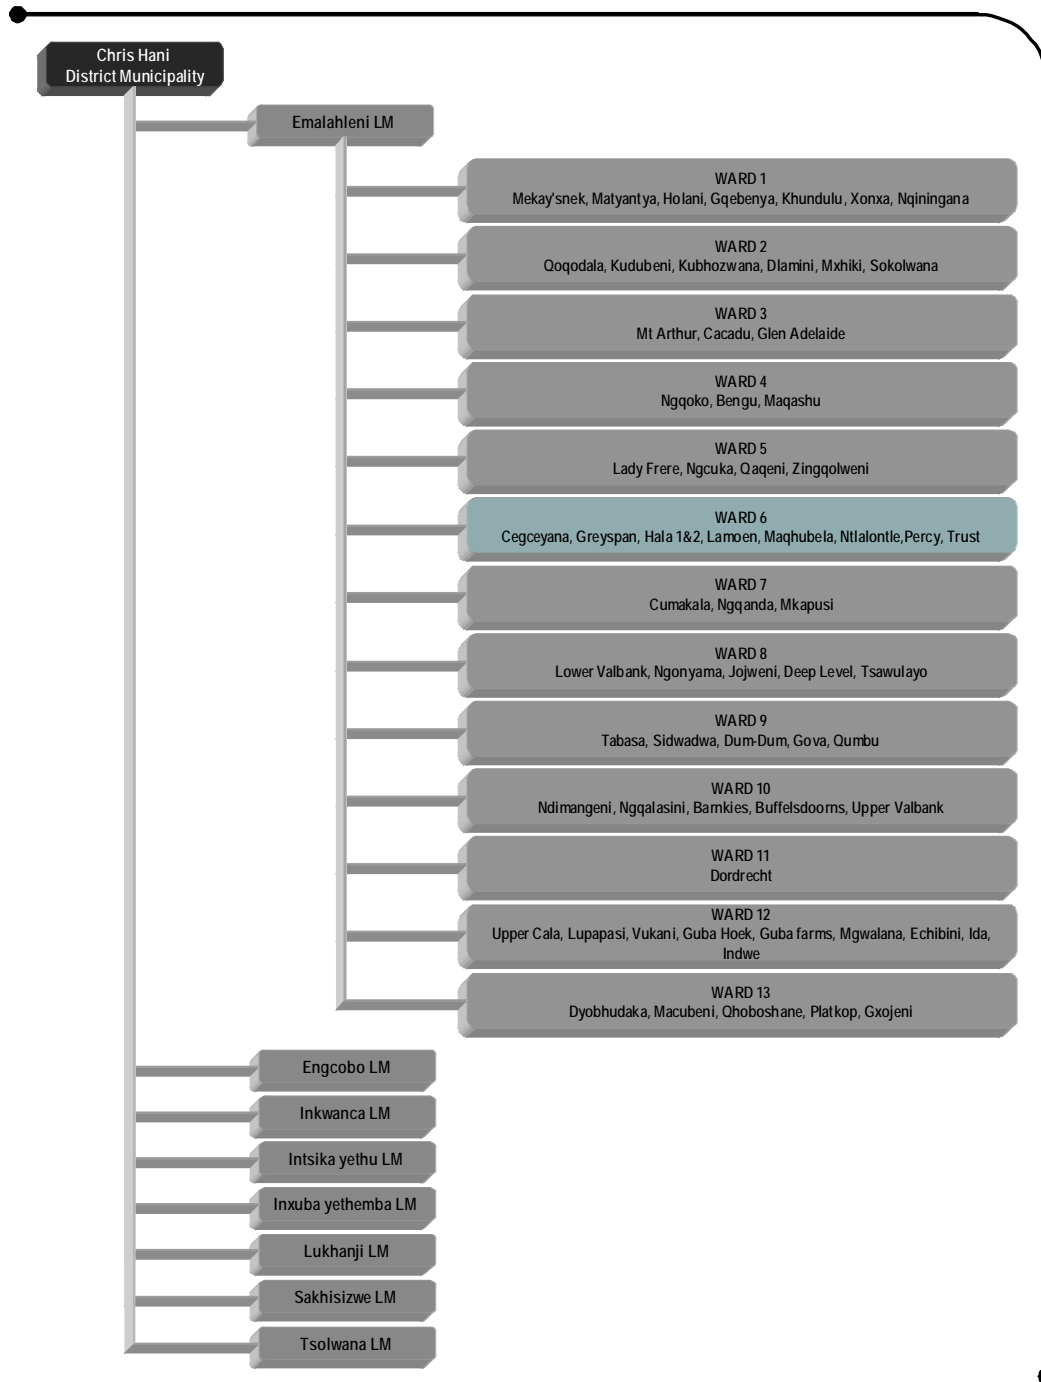 Chris Hani
District Municipality
Emalahleni LM
WARD 1
Mekay'snek, Matyantya, Holani, Gqebenya, Khundulu, Xonxa, Nqiningana
WARD 2
Qoqodala, Kudubeni, Kubhozwana, Dlamini, Mxhiki, Sokolwana
WARD 3
Mt Arthur, Cacadu, Glen Adelaide
WARD 4
Ngqoko, Bengu, Maqashu
WARD 5
Lady Frere, Ngcuka, Qaqeni, Zingqolweni
WARD 6
Cegceyana, Greyspan, Hala 1&2, Lamoen, Maqhubela, Ntlalontle,Percy, Trust
WARD 7
Cumakala, Ngqanda, Mkapusi
WARD 8
Lower Valbank, Ngonyama, Jojweni, Deep Level, Tsawulayo
WARD 9
Tabasa, Sidwadwa, Dum-Dum, Gova, Qumbu
WARD 10
Ndimangeni, Ngqalasini, Barnkies, Buffelsdoorns, Upper Valbank
WARD 11
Dordrecht
WARD 12
Upper Cala, Lupapasi, Vukani, Guba Hoek, Guba farms, Mgwalana, Echibini, Ida,
Indwe
WARD 13
Dyobhudaka, Macubeni, Qhoboshane, Platkop, Gxojeni
Engcobo LM
Inkwanca LM
Intsika yethu LM
Inxuba yethemba LM
Lukhanji LM
Sakhisizwe LM
Tsolwana LM